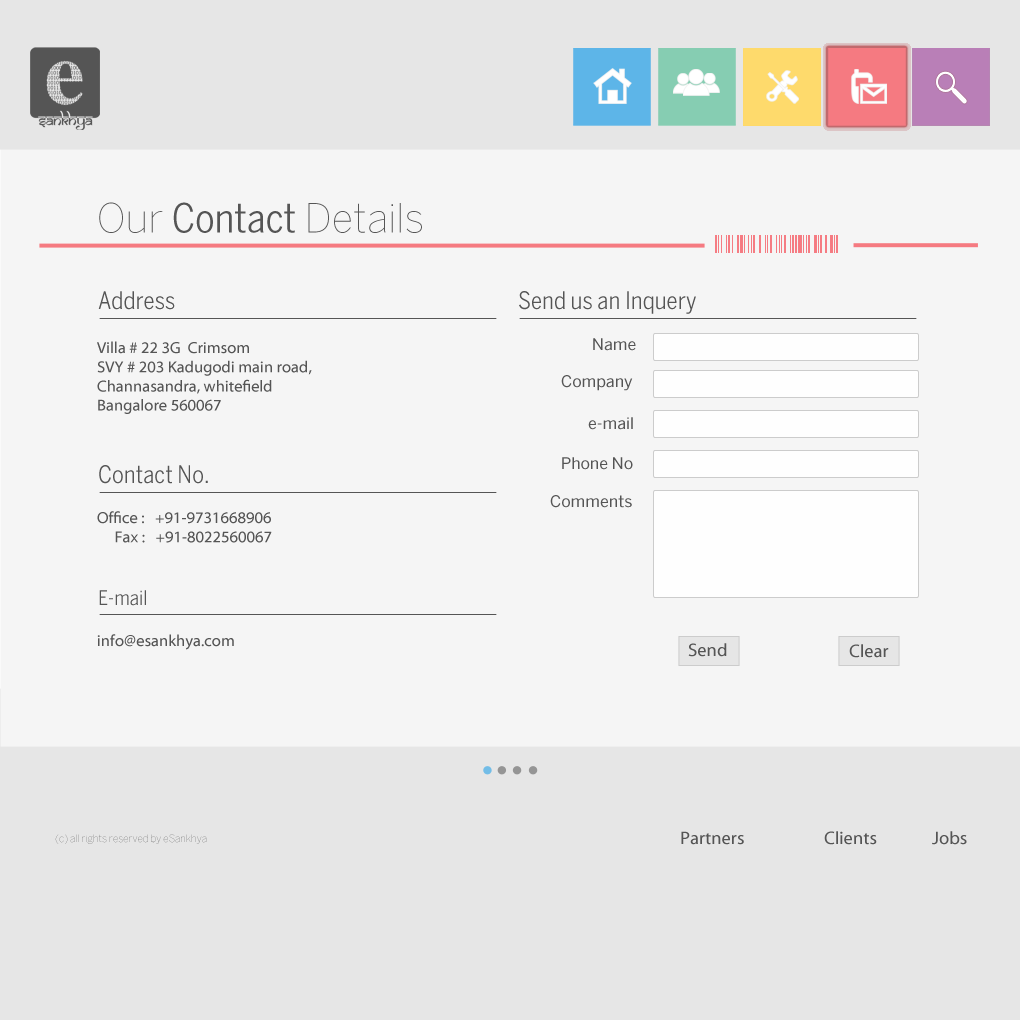 e
sankhya
Our Contact Details
Address
Villa # 22 3G Crimsom
SVY # 203 Kadugodi main road,
Channasandra, whitefield
Bangalore 560067
Contact No.
Office : +91-9731668906
Fax : +91-8022560067
E-mail
info@esankhya.com
Send us an Inquery
Name
Company
e-mail
Phone No
Comments
Send
Clear
(c) all rights reserved by eSankhya
Partners
Clients
Jobs